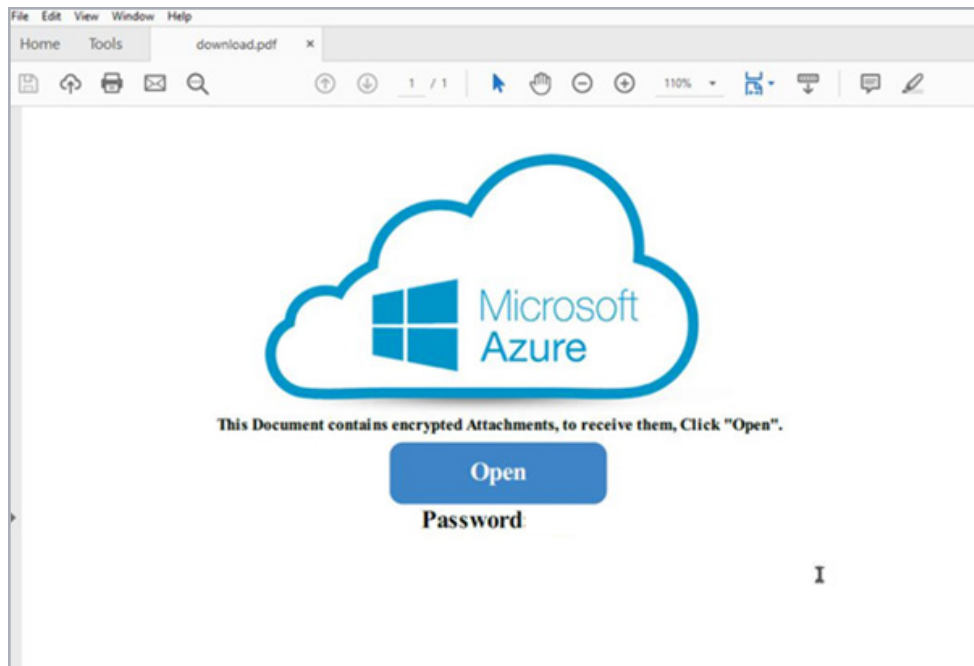 File Edit View Window Help
Home Tools download.pdf ×
1 / 1 110%
Microsoft
Azure
This Document contains encrypted Attachments, to receive them, Click "Open".
Open
Password